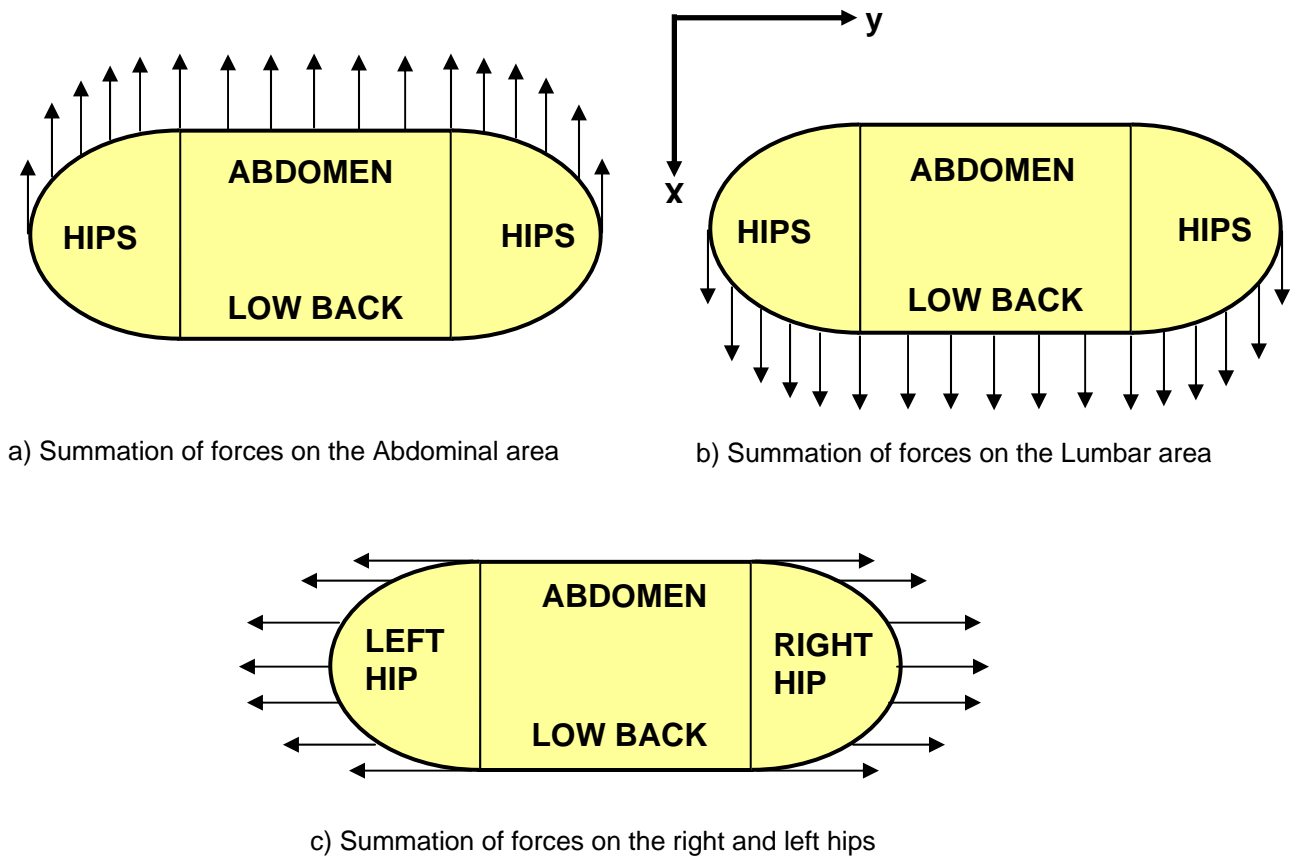 y
x
ABDOMEN
HIPS
HIPS
LOW BACK
ABDOMEN
HIPS
HIPS
LOW BACK
a) Summation of forces on the Abdominal area
b) Summation of forces on the Lumbar area
ABDOMEN
LEFT
HIP
RIGHT
HIP
LOW BACK
c) Summation of forces on the right and left hips